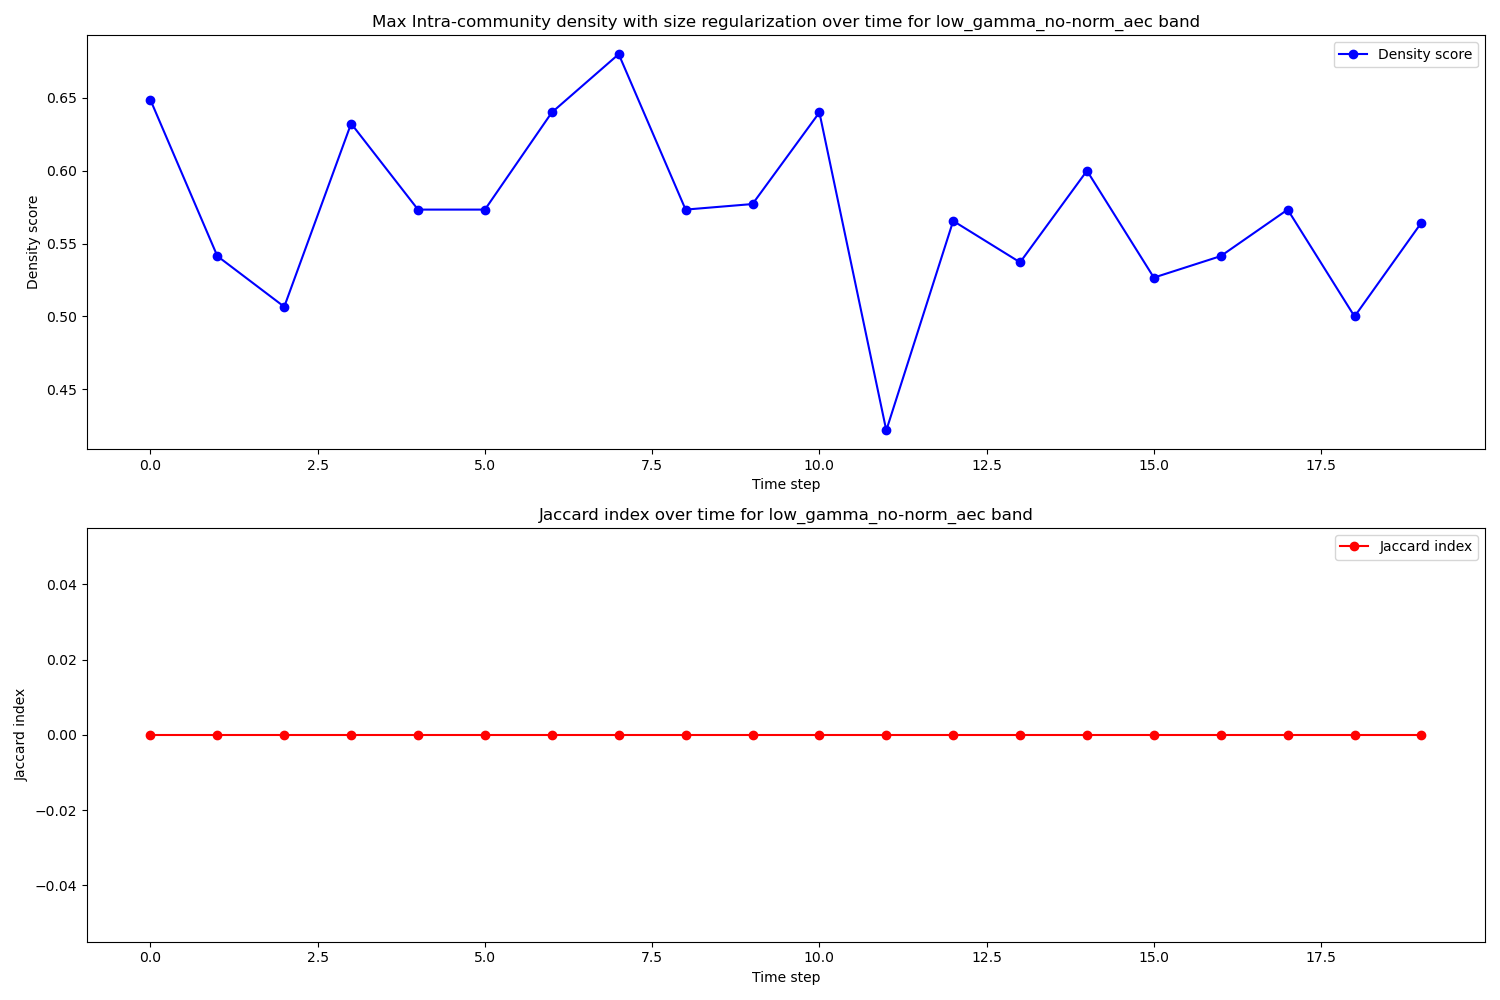 Max Intra-community density with size regularization over time for low_gamma_no-norm_aec band
Density score
0.65
0.60
0.55
0.50
0.45
Density score
0.0 2.5 5.0 7.5 10.0 12.5 15.0 17.5
Time step
Jaccard index over time for low_gamma_no-norm_aec band
Jaccard index
0.04
0.02
0.00
−0.02
−0.04
Jaccard index
0.0 2.5 5.0 7.5 10.0 12.5 15.0 17.5
Time step